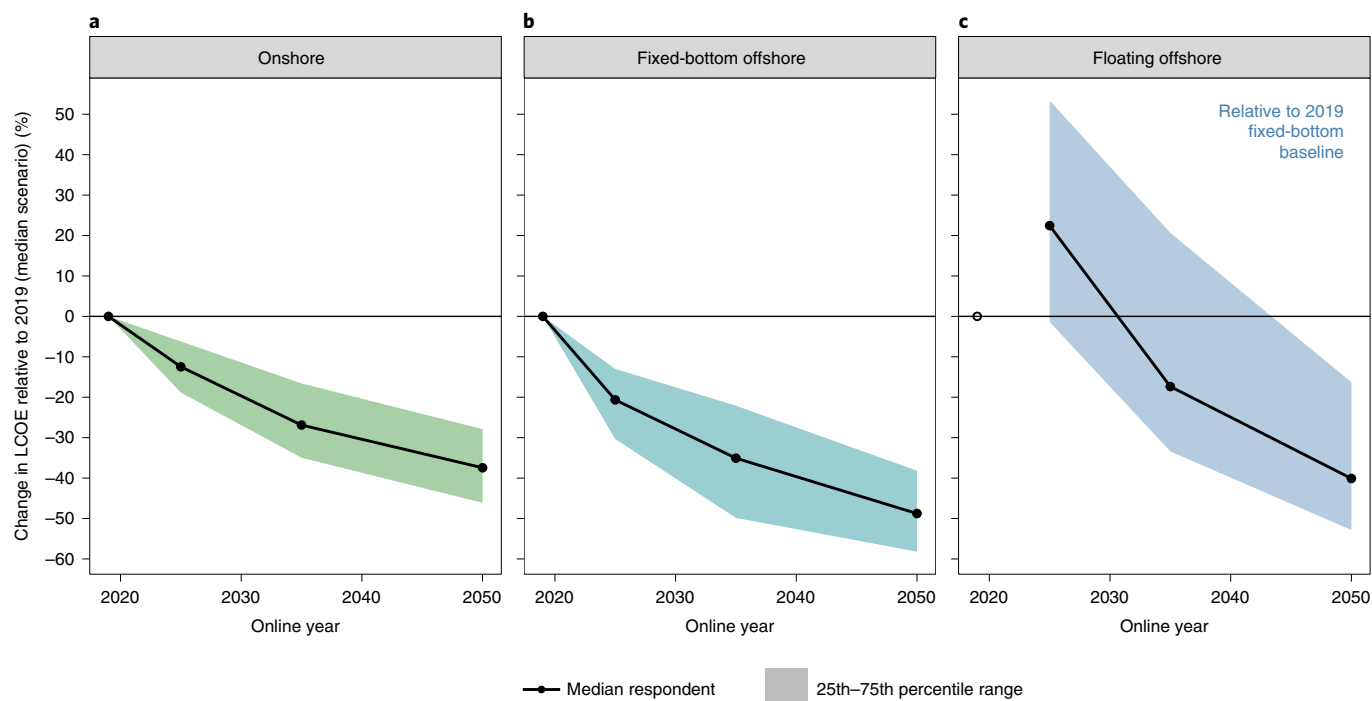 a
Onshore
b
Fixed-bottom offshore
c
Floating offshore
Change in LCOE relative to 2019 (median scenario) (%)
50
40
30
20
10
0
–10
–20
–30
–40
–50
–60
Relative to 2019
fixed-bottom
baseline
2020 2030 2040 2050
Online year
2020 2030 2040 2050
Online year
2020 2030 2040 2050
Online year
Median respondent
25th–75th percentile range